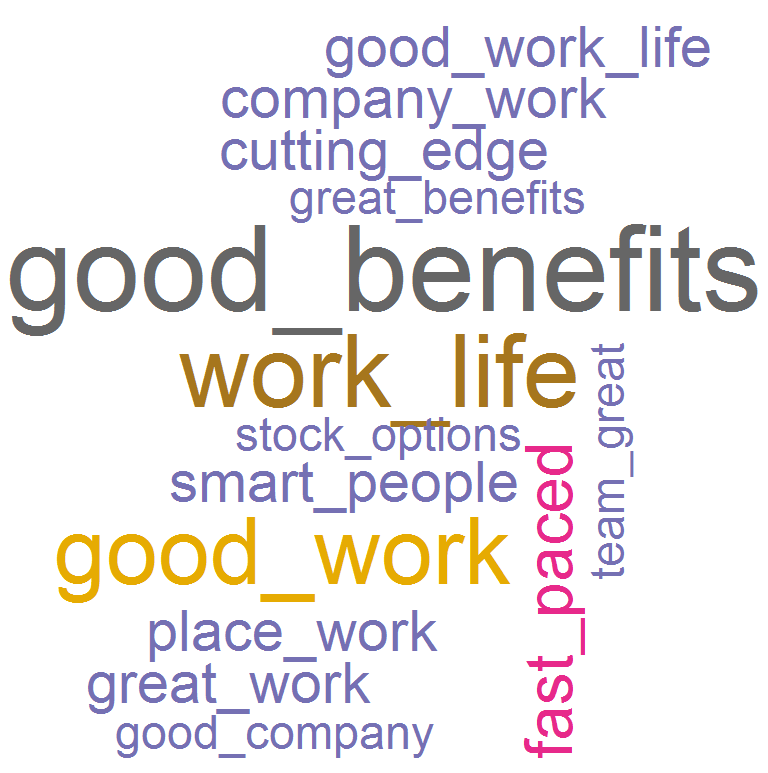 good_work_life
company_work
cutting_edge
great_benefits
good_benefits
work_life
stock_options
smart_people
good_work
place_work
great_work
good_company
fast_paced
team_great